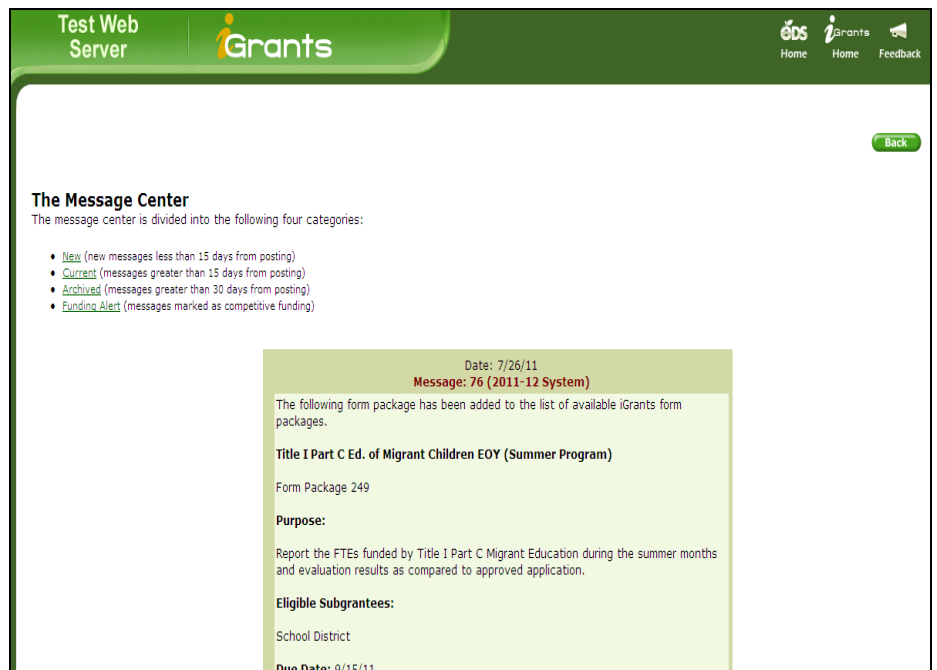 Test Web
Server
iGrants
EDS
Home
iGrants
Home
Feedback
Back
The Message Center
The message center is divided into the following four categories:
New (new messages less than 15 days from posting)
Current (messages greater than 15 days from posting)
Archived (messages greater than 30 days from posting)
Funding Alert (messages marked as competitive funding)
Date: 7/26/11
Message: 76 (2011-12 System)
The following form package has been added to the list of available iGrants form
packages.
Title I Part C Ed. of Migrant Children EOY (Summer Program)
Form Package 249
Purpose:
Report the FTEs funded by Title I Part C Migrant Education during the summer months
and evaluation results as compared to approved application.
Eligible Subgrantees:
School District
Due Date: 9/15/11